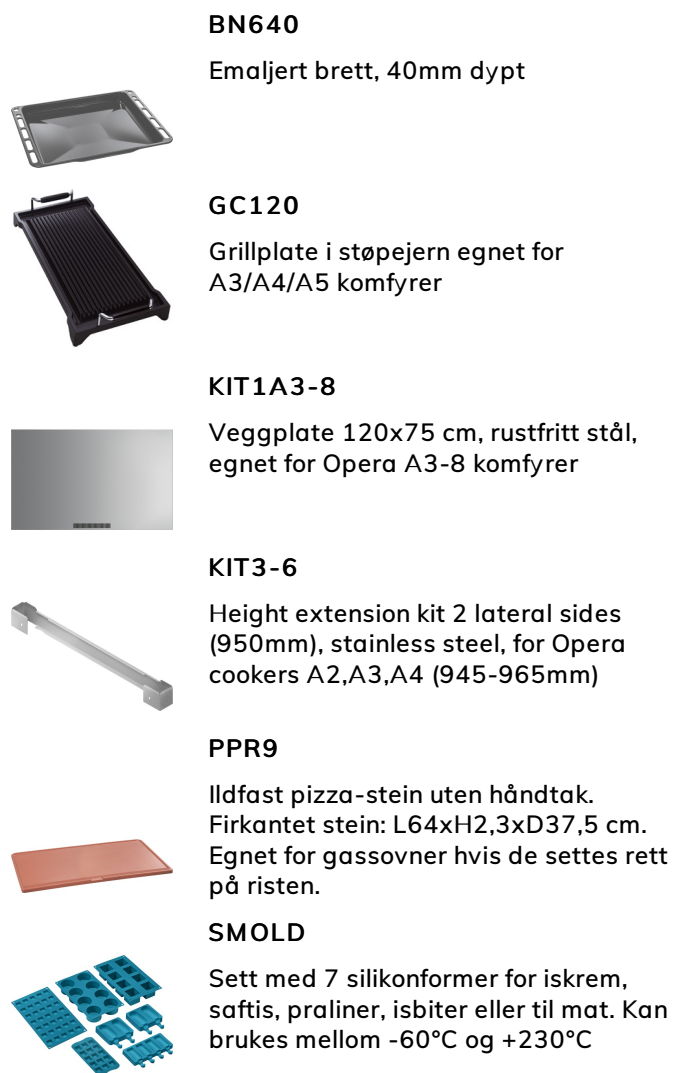 BN640
Emaljert brett, 40mm dypt
GC120
Grillplate i støpejern egnet for
A3/A4/A5 komfyrer
KIT1A3-8
Veggplate 120x75 cm, rustfritt stål,
egnet for Opera A3-8 komfyrer
KIT3-6
Height extension kit 2 lateral sides
(950mm), stainless steel, for Opera
cookers A2,A3,A4 (945-965mm)
PPR9
Ildfast pizza-stein uten håndtak.
Firkantet stein: L64xH2,3xD37,5 cm.
Egnet for gassovner hvis de settes rett
på risten.
SMOLD
Sett med 7 silikonformer for iskrem,
saftis, praliner, isbiter eller til mat. Kan
brukes mellom -60°C og +230°C